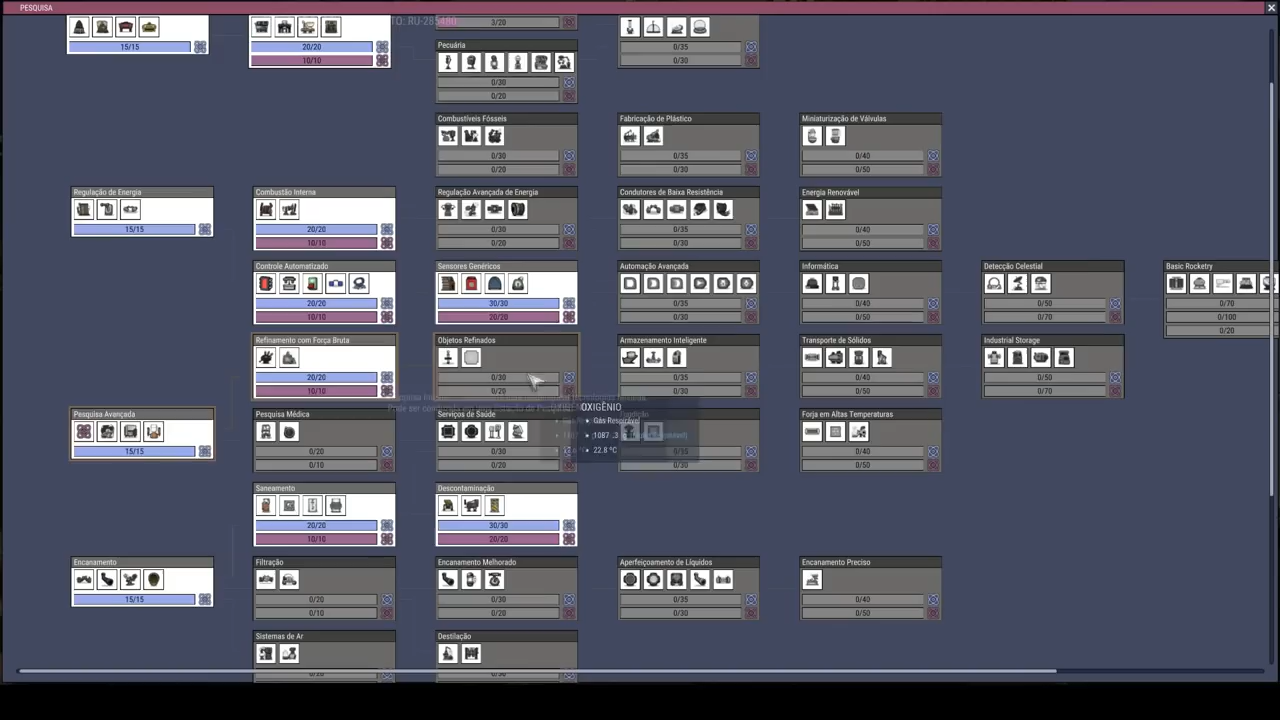 PESQUISA
TO: RU-285480
15/15
20/20
10/10
3/20
0/35
0/30
Pecuária
0/30
0/20
Combustíveis Fósseis
0/30
0/20
Fabricação de Plástico
0/35
0/30
Miniaturização de Válvulas
0/40
0/50
Regulação de Energia
15/15
Combustão Interna
20/20
10/10
Regulação Avançada de Energia
0/30
0/20
Condutores de Baixa Resistência
0/35
0/30
Energia Renovável
0/40
0/50
Controle Automatizado
20/20
10/10
Sensores Genéricos
30/30
20/20
Automação Avançada
0/35
0/30
Informática
0/40
0/50
Detecção Celestial
0/50
0/70
Basic Rocketry
0/70
0/100
0/20
Refinamento com Força Bruta
20/20
10/10
Objetos Refinados
0/30
0/20
Armazenamento Inteligente
0/35
0/30
Transporte de Sólidos
0/40
0/50
Industrial Storage
0/50
0/70
OXIGÊNIO
Gás Respirável
1087 .3
22.8 °C
Pesquisa Avançada
15/15
Pesquisa Médica
0/20
0/10
Serviços de Saúde
0/30
0/20
0/30
Forja em Altas Temperaturas
0/40
0/50
Saneamento
20/20
10/10
Descontaminação
30/30
20/20
Encanamento
15/15
Filtração
0/20
0/10
Encanamento Melhorado
0/30
0/20
Aperfeiçoamento de Líquidos
0/35
0/30
Encanamento Preciso
0/40
0/50
Sistemas de Ar
0/20
Destilação
0/30